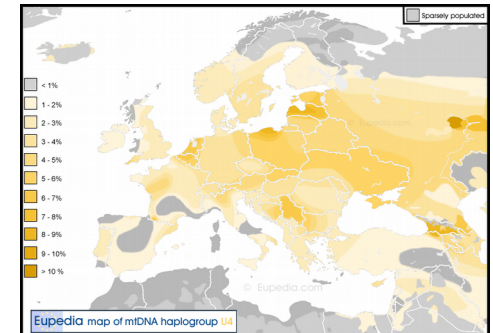 Sparsely populated
© Eupedia.com
< 1%
1 - 2%
2 - 3%
3 - 4%
4 - 5%
5 - 6%
6 - 7%
7 - 8%
8 - 9%
9 - 10%
> 10 %
© Eupedia.com
Eupedia map of mtDNA haplogroup U4